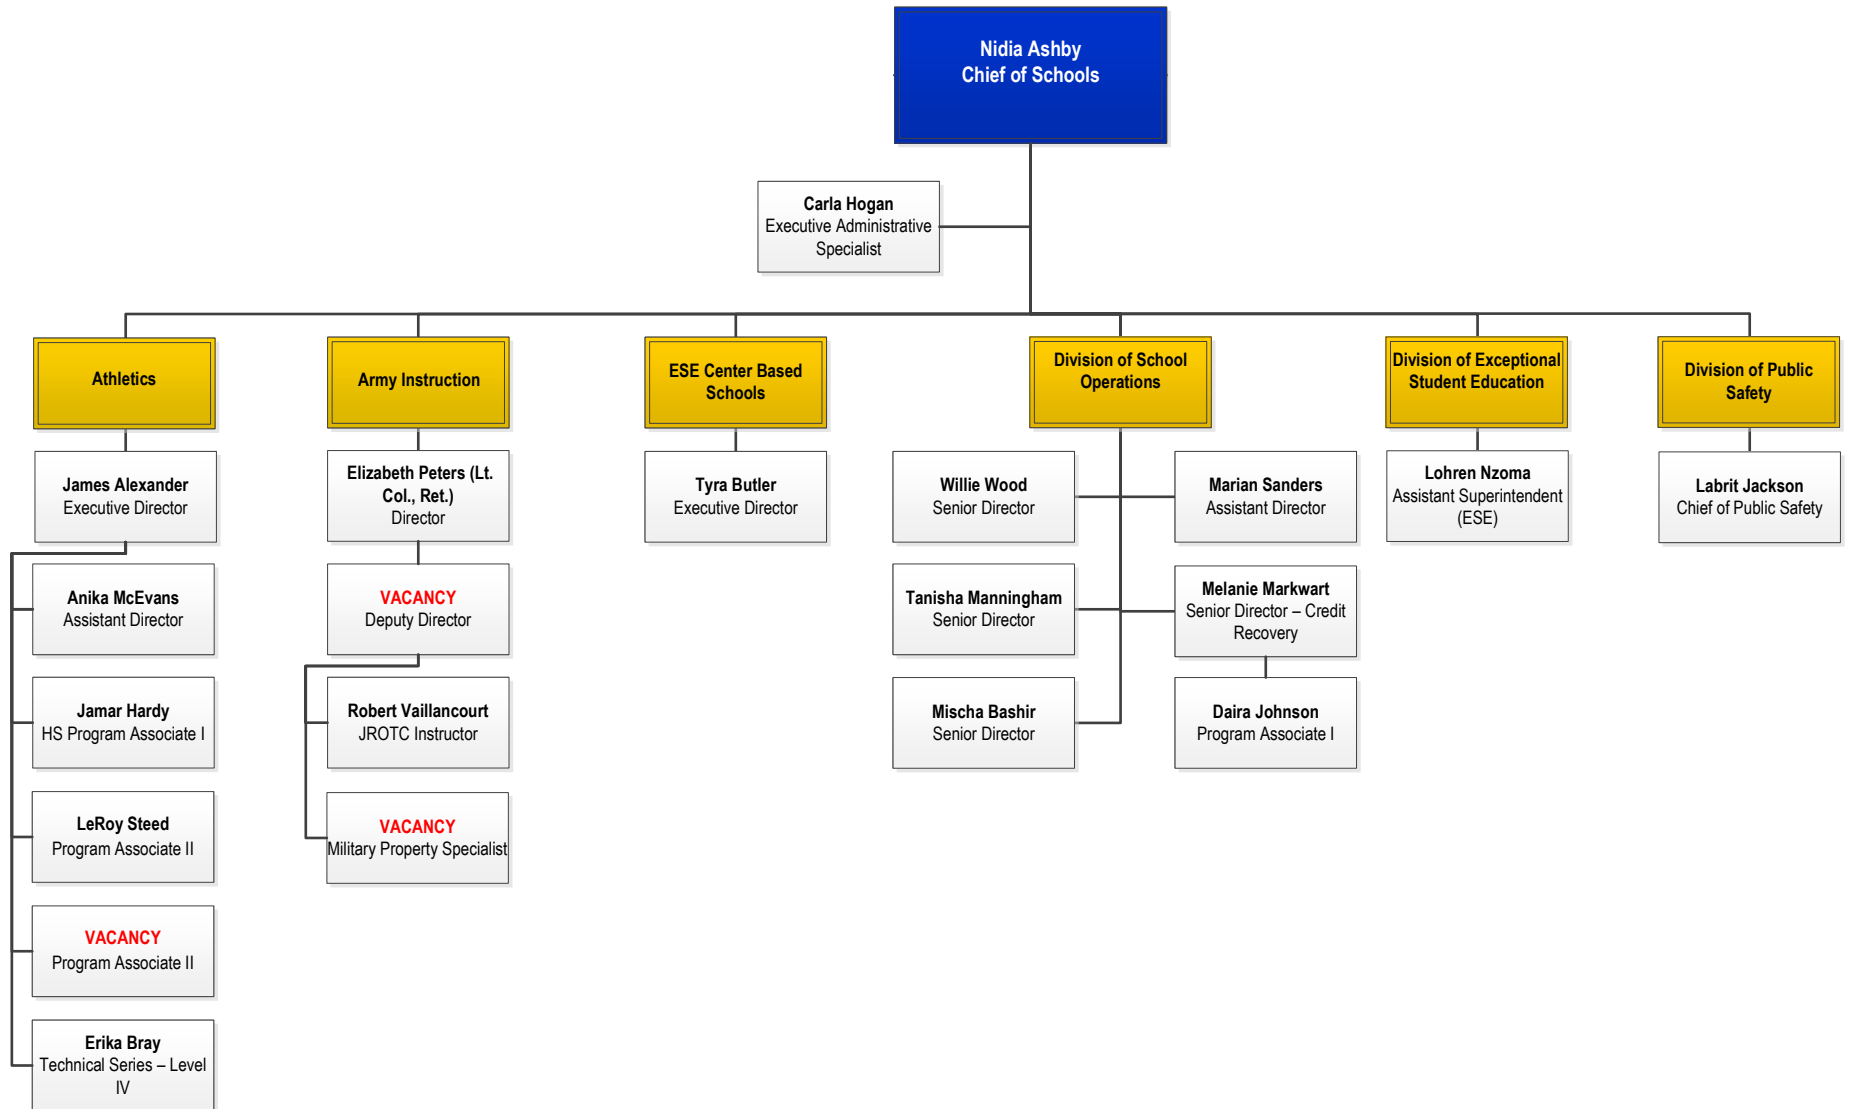 Nidia Ashby
Chief of Schools
Carla Hogan
Executive Administrative
Specialist
Athletics
Army Instruction
ESE Center Based
Schools
Division of School
Operations
Division of Exceptional
Student Education
Division of Public
Safety
James Alexander
Executive Director
Elizabeth Peters (Lt.
Col., Ret.)
Director
Tyra Butler
Executive Director
Willie Wood
Senior Director
Marian Sanders
Assistant Director
Lohren Nzoma
Assistant Superintendent
(ESE)
Labrit Jackson
Chief of Public Safety
Anika McEvans
Assistant Director
VACANCY
Deputy Director
Tanisha Manningham
Senior Director
Melanie Markwart
Senior Director – Credit
Recovery
Jamar Hardy
HS Program Associate I
Robert Vaillancourt
JROTC Instructor
Mischa Bashir
Senior Director
Daira Johnson
Program Associate I
LeRoy Steed
Program Associate II
VACANCY
Military Property Specialist
VACANCY
Program Associate II
Erika Bray
Technical Series – Level
IV